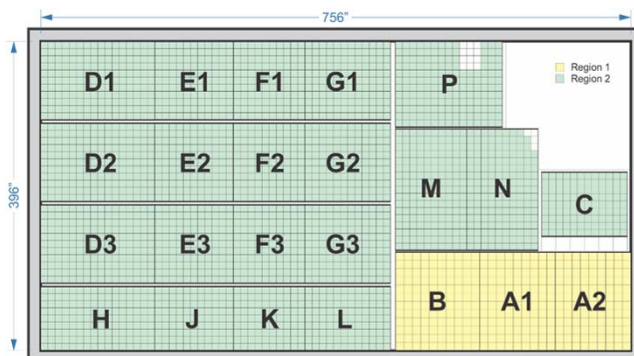 756"
396"
D1 E1 F1 G1 P
Region 1
Region 2
D2 E2 F2 G2 M N C
D3 E3 F3 G3
H J K L B A1 A2